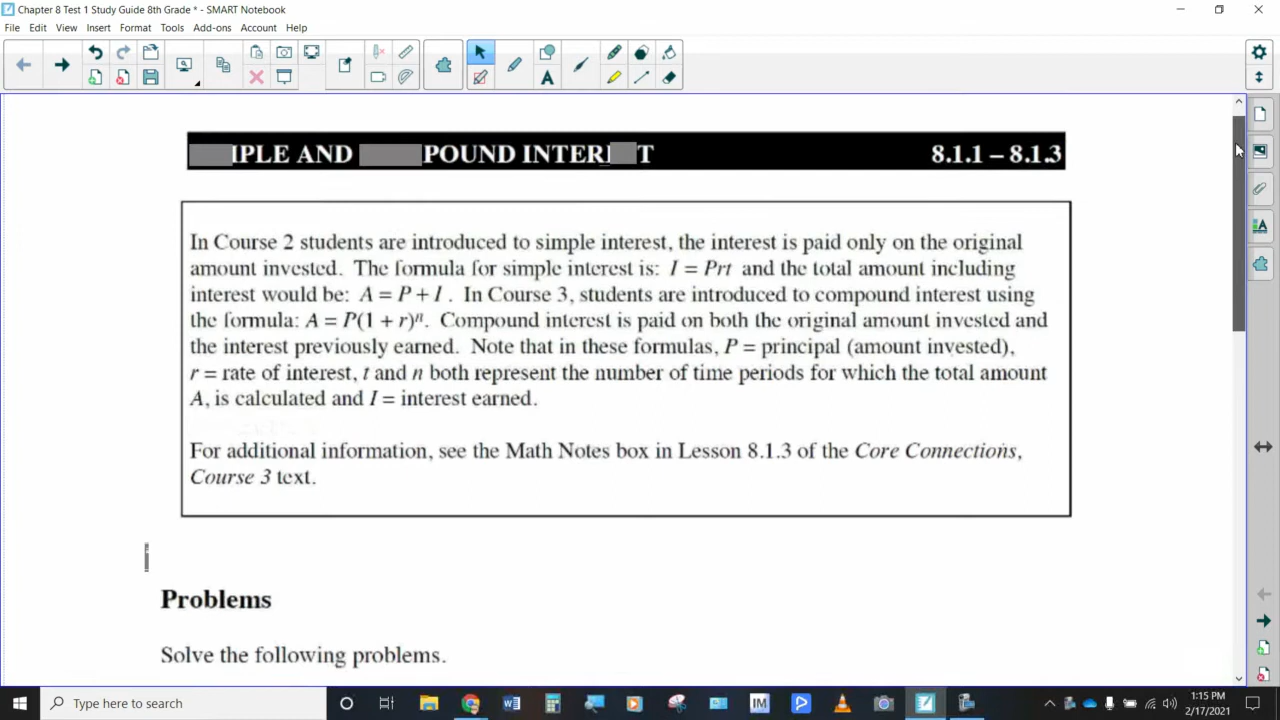 Chapter 8 Test 1 Study Guide 8th Grade * - SMART Notebook
File Edit View Insert Format Tools Add-ons Account Help
AND 8.1.1 – 8.1.3
In Course 2 students are introduced to simple interest, the interest is paid only on the original
amount invested. The formula for simple interest is: I = Prt and the total amount including
interest would be: A = P + I . In Course 3, students are introduced to compound interest using
the formula: A = P(1 + r)ⁿ. Compound interest is paid on both the original amount invested and
the interest previously earned. Note that in these formulas, P = principal (amount invested),
r = rate of interest, t and n both represent the number of time periods for which the total amount
A, is calculated and I = interest earned.
For additional information, see the Math Notes box in Lesson 8.1.3 of the Core Connections,
Course 3 text.
Problems
Solve the following problems.
Type here to search
IM
1:15 PM
2/17/2021